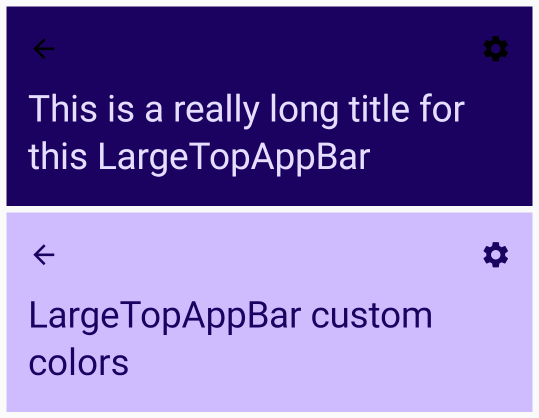 This is a really long title for
this LargeTopAppBar
LargeTopAppBar custom
colors